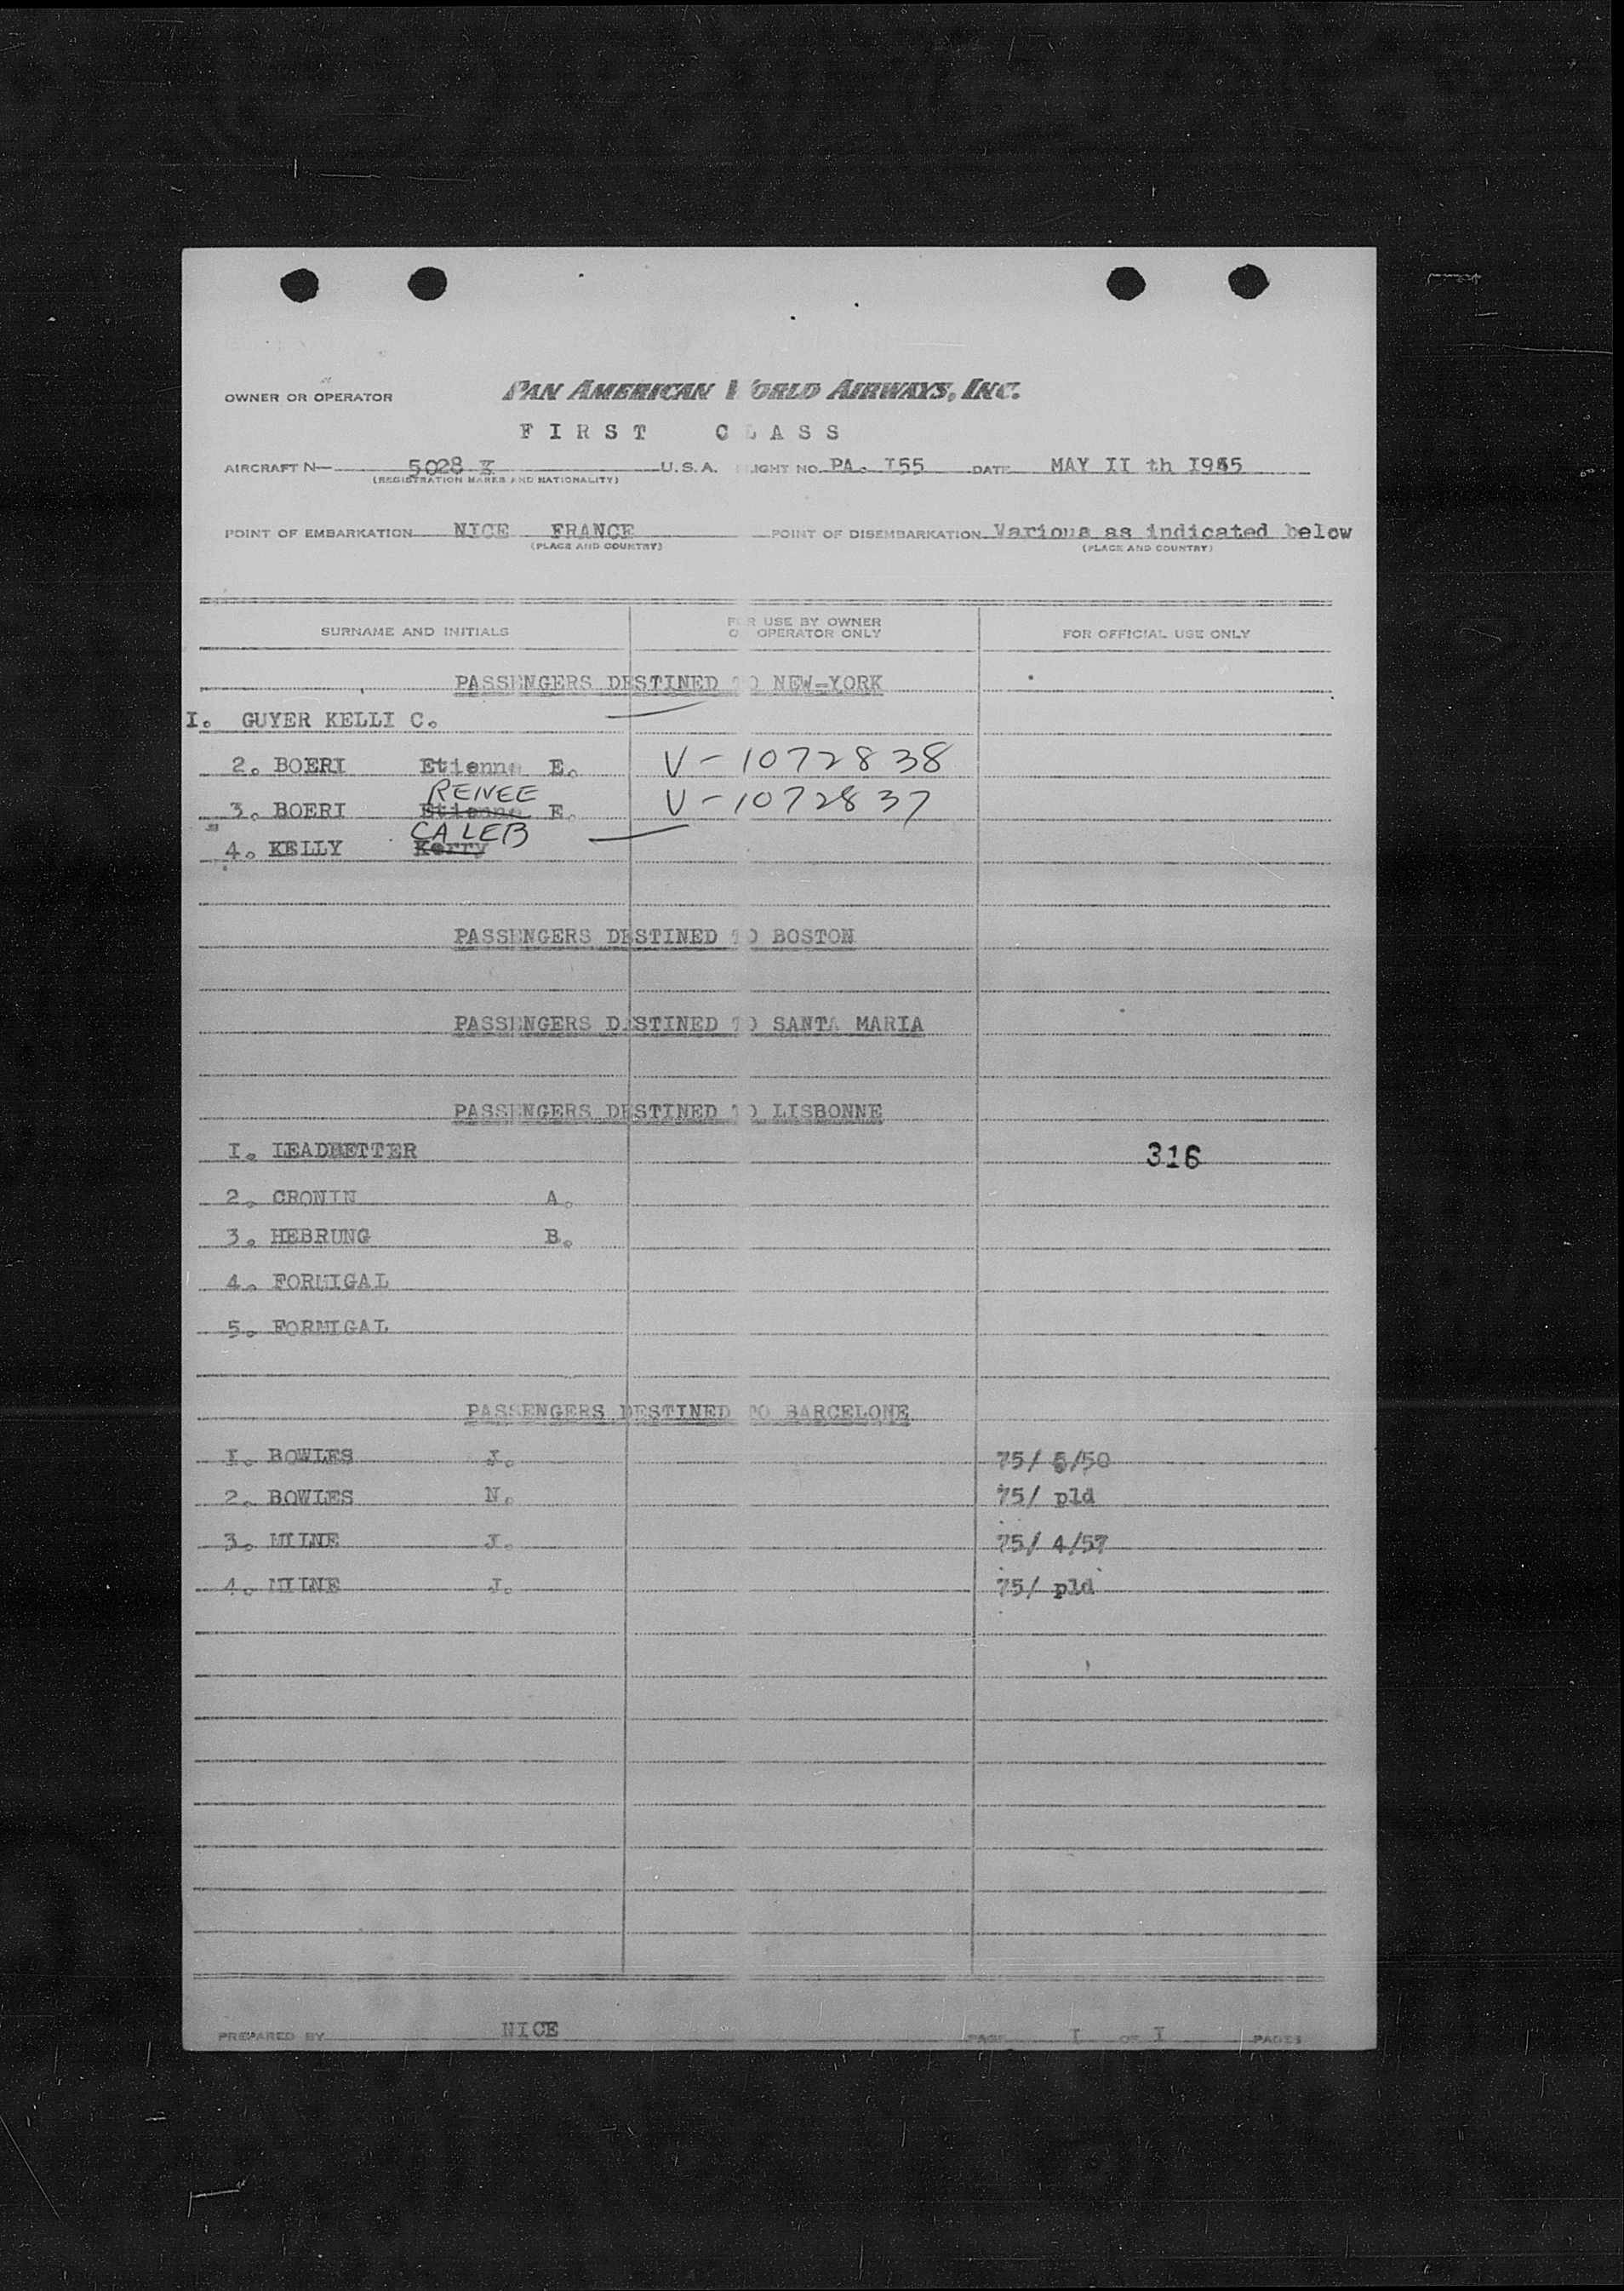 OWNER OR OPERATOR PAN AMERICAN WORLD AIRWAYS, INC.
FIRST CLASS
AIRCRAFT N— 5028 U.S.A. FLIGHT NO. PA. I55 DATE MAY II th I955
(REGISTRATION MARKS AND NATIONALITY)
POINT OF EMBARKATION NICE FRANCE POINT OF DISEMBARKATION Various as indicated below
(PLACE AND COUNTRY) (PLACE AND COUNTRY)
SURNAME AND INITIALS FOR USE BY OWNER OR OPERATOR ONLY FOR OFFICIAL USE ONLY
PASSENGERS DESTINED TO NEW-YORK
I. GUYER KELLI C.
2. BOERI Etienne E. V-1072838
RENEE
3. BOERI Etienne E. V-1072837
CALEB
4. KELLY Kerry
PASSENGERS DESTINED TO BOSTON
PASSENGERS DESTINED TO SANTA MARIA
PASSENGERS DESTINED TO LISBONNE
I. LEADBETTER 316
2. CRONIN A.
3. HEBRUNG B.
4. FORMIGAL
5. FORMIGAL
PASSENGERS DESTINED TO BARCELONE
I. BOWLES J. 75/ 5/50
2. BOWLES N. 75/ pld
3. MILNE J. 75/ 4/57
4. MILNE J. 75/ pld
PREPARED BY NICE PAGE I OF I PAGES